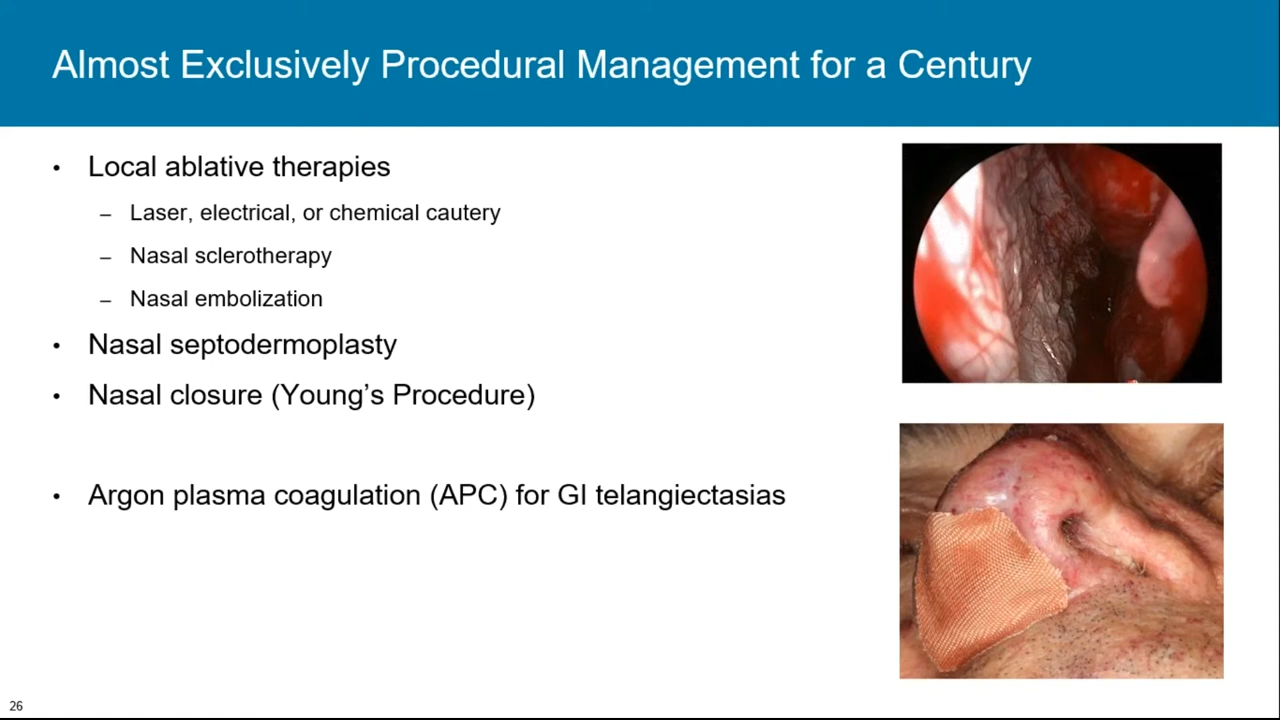 Almost Exclusively Procedural Management for a Century
• Local ablative therapies
– Laser, electrical, or chemical cautery
– Nasal sclerotherapy
– Nasal embolization
• Nasal septodermoplasty
• Nasal closure (Young’s Procedure)
• Argon plasma coagulation (APC) for GI telangiectasias
26